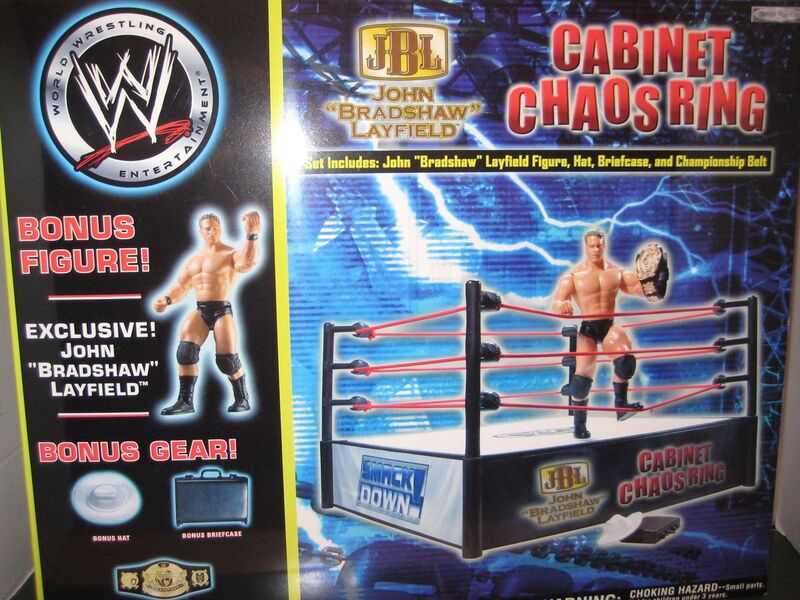 WORLD WRESTLING
ENTERTAINMENT
W
BONUS
FIGURE!
EXCLUSIVE!
JOHN
"BRADSHAW"
LAYFIELD™
BONUS GEAR!
BONUS HAT
BONUS BRIEFCASE
JBL
JOHN
"BRADSHAW"
LAYFIELD
CABINET
CHAOS RING
Set Includes: John "Bradshaw" Layfield Figure, Hat, Briefcase, and Championship Belt
SMACK
DOWN!
JBL
JOHN
"BRADSHAW"
LAYFIELD
CABINET
CHAOS RING
WARNING: CHOKING HAZARD--Small parts.
children under 3 years.